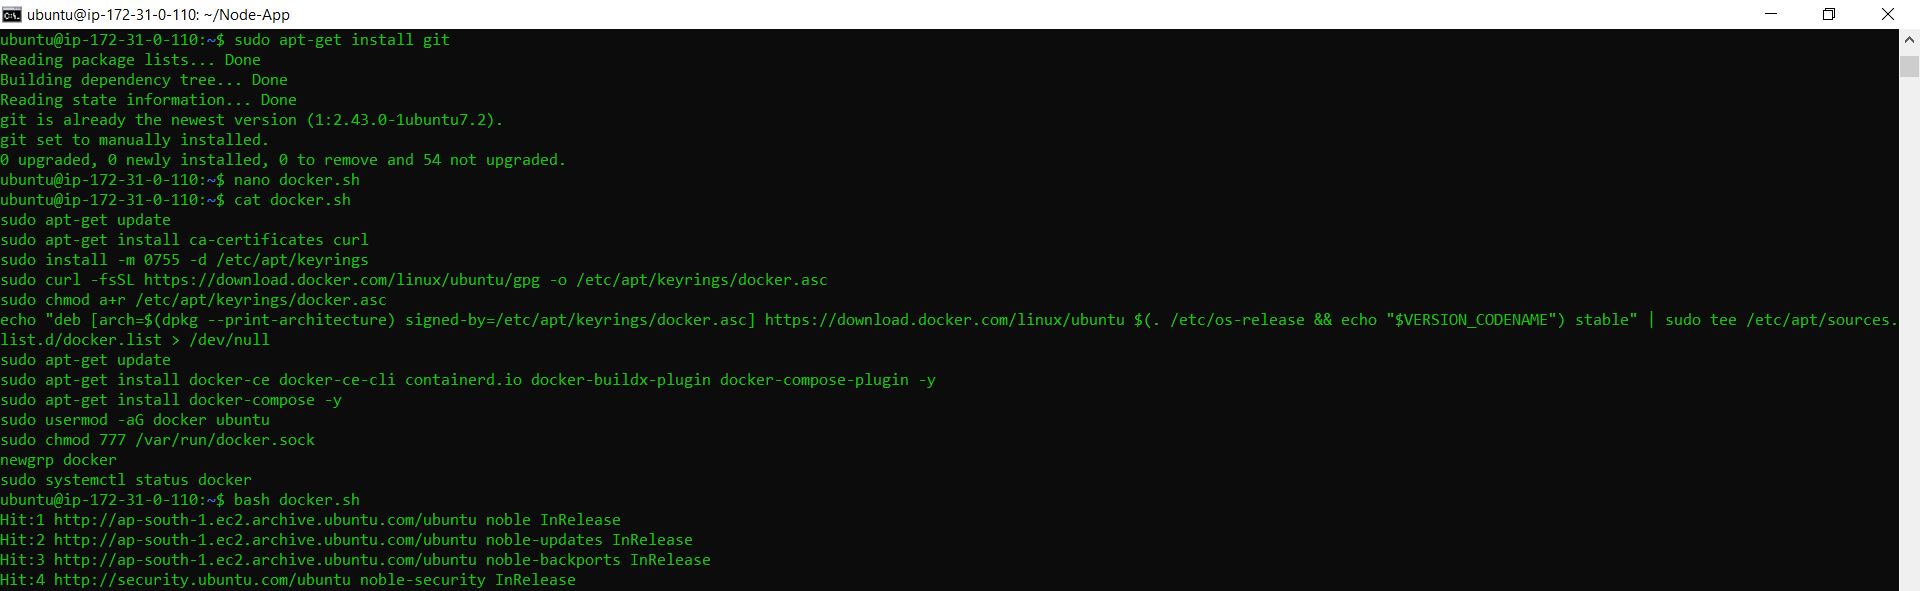 ubuntu@ip-172-31-0-110: ~/Node-App
ubuntu@ip-172-31-0-110:~$ sudo apt-get install git
Reading package lists... Done
Building dependency tree... Done
Reading state information... Done
git is already the newest version (1:2.43.0-1ubuntu7.2).
git set to manually installed.
0 upgraded, 0 newly installed, 0 to remove and 54 not upgraded.
ubuntu@ip-172-31-0-110:~$ nano docker.sh
ubuntu@ip-172-31-0-110:~$ cat docker.sh
sudo apt-get update
sudo apt-get install ca-certificates curl
sudo install -m 0755 -d /etc/apt/keyrings
sudo curl -fsSL https://download.docker.com/linux/ubuntu/gpg -o /etc/apt/keyrings/docker.asc
sudo chmod a+r /etc/apt/keyrings/docker.asc
echo "deb [arch=$(dpkg --print-architecture) signed-by=/etc/apt/keyrings/docker.asc] https://download.docker.com/linux/ubuntu $(. /etc/os-release && echo "$VERSION_CODENAME") stable" | sudo tee /etc/apt/sources.
list.d/docker.list > /dev/null
sudo apt-get update
sudo apt-get install docker-ce docker-ce-cli containerd.io docker-buildx-plugin docker-compose-plugin -y
sudo apt-get install docker-compose -y
sudo usermod -aG docker ubuntu
sudo chmod 777 /var/run/docker.sock
newgrp docker
sudo systemctl status docker
ubuntu@ip-172-31-0-110:~$ bash docker.sh
Hit:1 http://ap-south-1.ec2.archive.ubuntu.com/ubuntu noble InRelease
Hit:2 http://ap-south-1.ec2.archive.ubuntu.com/ubuntu noble-updates InRelease
Hit:3 http://ap-south-1.ec2.archive.ubuntu.com/ubuntu noble-backports InRelease
Hit:4 http://security.ubuntu.com/ubuntu noble-security InRelease